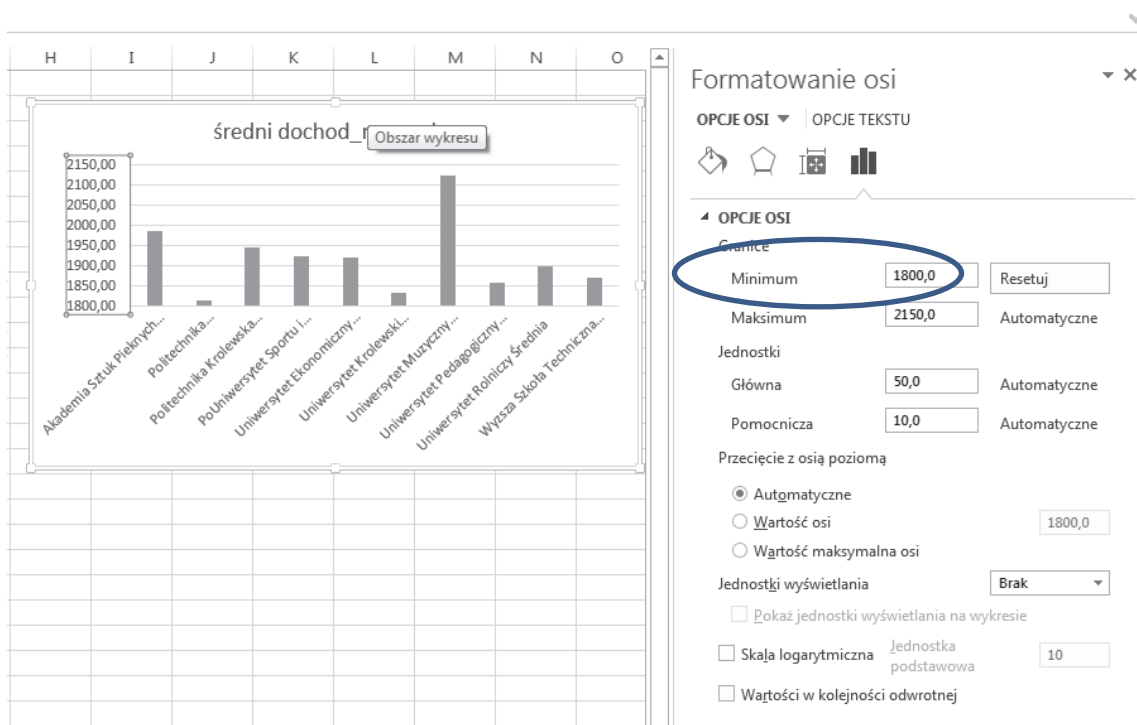 H I J K L M N O
średni dochod_
Obszar wykresu
2150,00
2100,00
2050,00
2000,00
1950,00
1900,00
1850,00
1800,00
Akademia Sztuk Pieknych...
Politechnika...
Politechnika Krolewska...
PoUniwersytet Sportu i...
Uniwersytet Ekonomiczny...
Uniwersytet Krolewski...
Uniwersytet Muzyczny...
Uniwersytet Pedagogiczny...
Uniwersytet Rolniczy Średnia
Wyzsza Szkoła Techniczna...
Formatowanie osi
OPCJE OSI OPCJE TEKSTU
OPCJE OSI
Granice
Minimum 1800,0 Resetuj
Maksimum 2150,0 Automatyczne
Jednostki
Główna 50,0 Automatyczne
Pomocnicza 10,0 Automatyczne
Przecięcie z osią poziomą
Automatyczne
Wartość osi 1800,0
Wartość maksymalna osi
Jednostki wyświetlania Brak
Pokaż jednostki wyświetlania na wykresie
Skala logarytmiczna Jednostka podstawowa 10
Wartości w kolejności odwrotnej